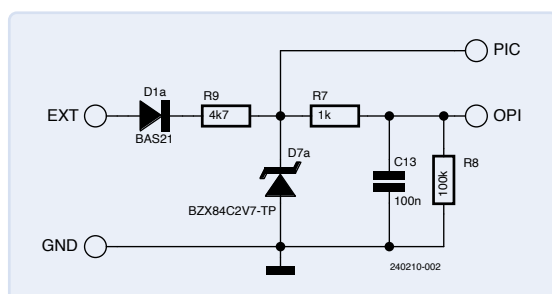 PIC
D1a
R9
R7
EXT
4k7
1k
OPI
BAS21
D7a
C13
R8
100k
BZX84C2V7-TP
100n
GND
240210-002